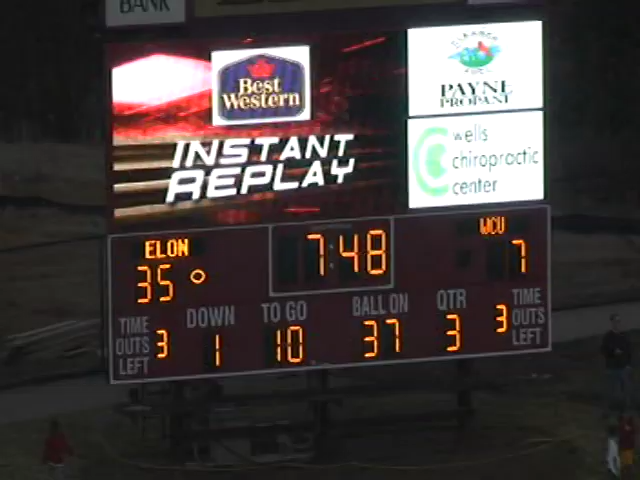 BANK
Best
Western
INSTANT
REPLAY
PAYNE
PROPANE
wells
chiropractic
center
ELON
35
7:48
WCU
7
TIME
OUTS
LEFT
3
DOWN
1
TO GO
10
BALL ON
37
QTR
3
3
TIME
OUTS
LEFT